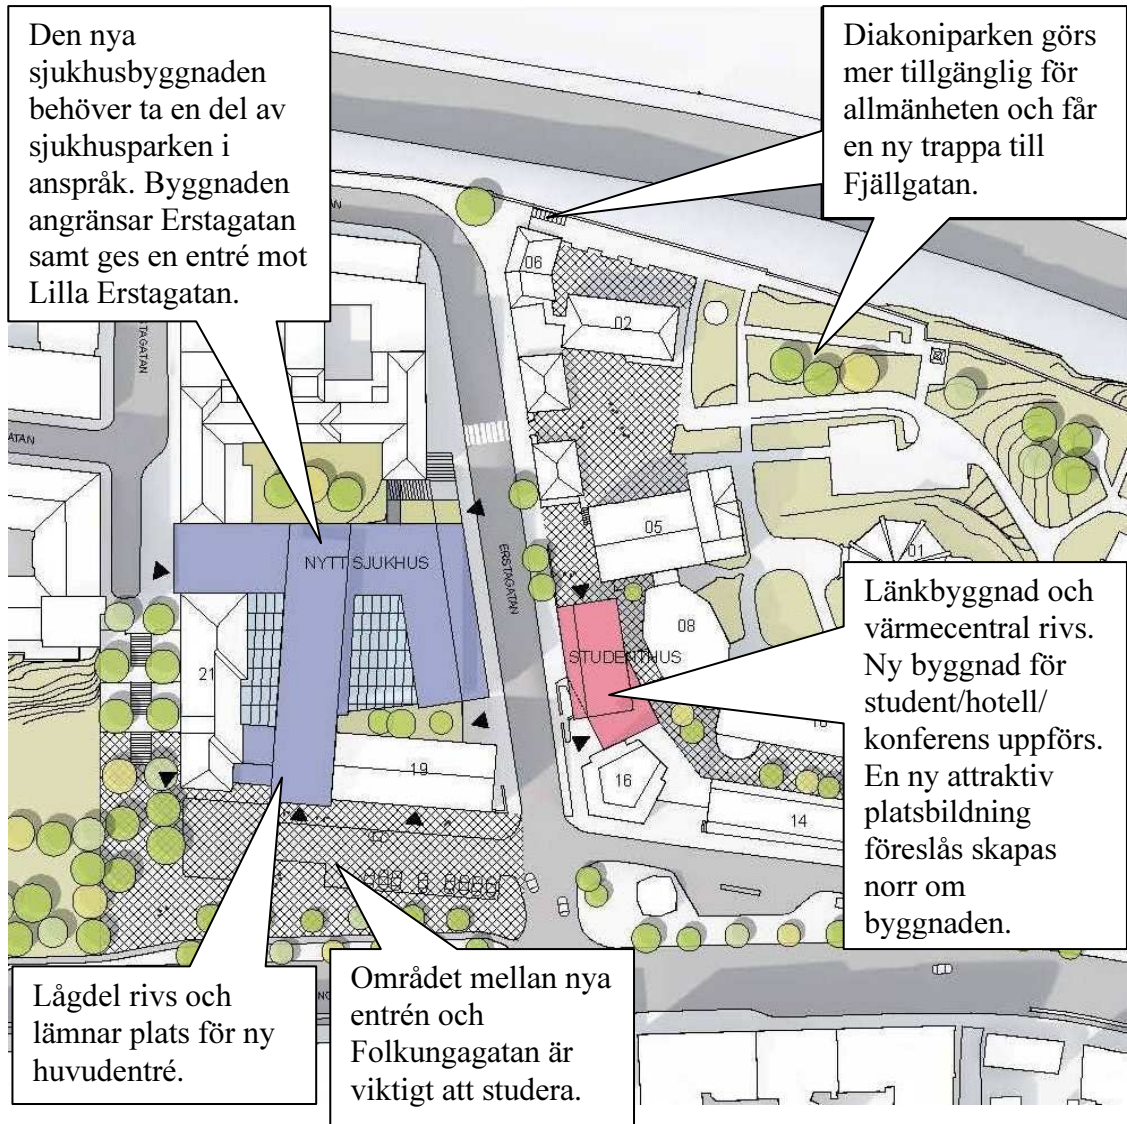 Den nya
sjukhusbyggnaden
behöver ta en del av
sjukhusparken i
anspråk. Byggnaden
angränsar Erstagatan
samt ges en entré mot
Lilla Erstagatan.
Diakoniparken görs
mer tillgänglig för
allmänheten och får
en ny trappa till
Fjällgatan.
06
02
TAGATAN
GATAN
05
NYTT SJUKHUS
ERSTAGATAN
01
08
STUDENTHUS
21
19
16
14
Länkbyggnad och
värmecentral rivs.
Ny byggnad för
student/hotell/
konferens uppförs.
En ny attraktiv
platsbildning
föreslås skapas
norr om
byggnaden.
Lågdel rivs och
lämnar plats för ny
huvudentré.
Området mellan nya
entrén och
Folkungagatan är
viktigt att studera.